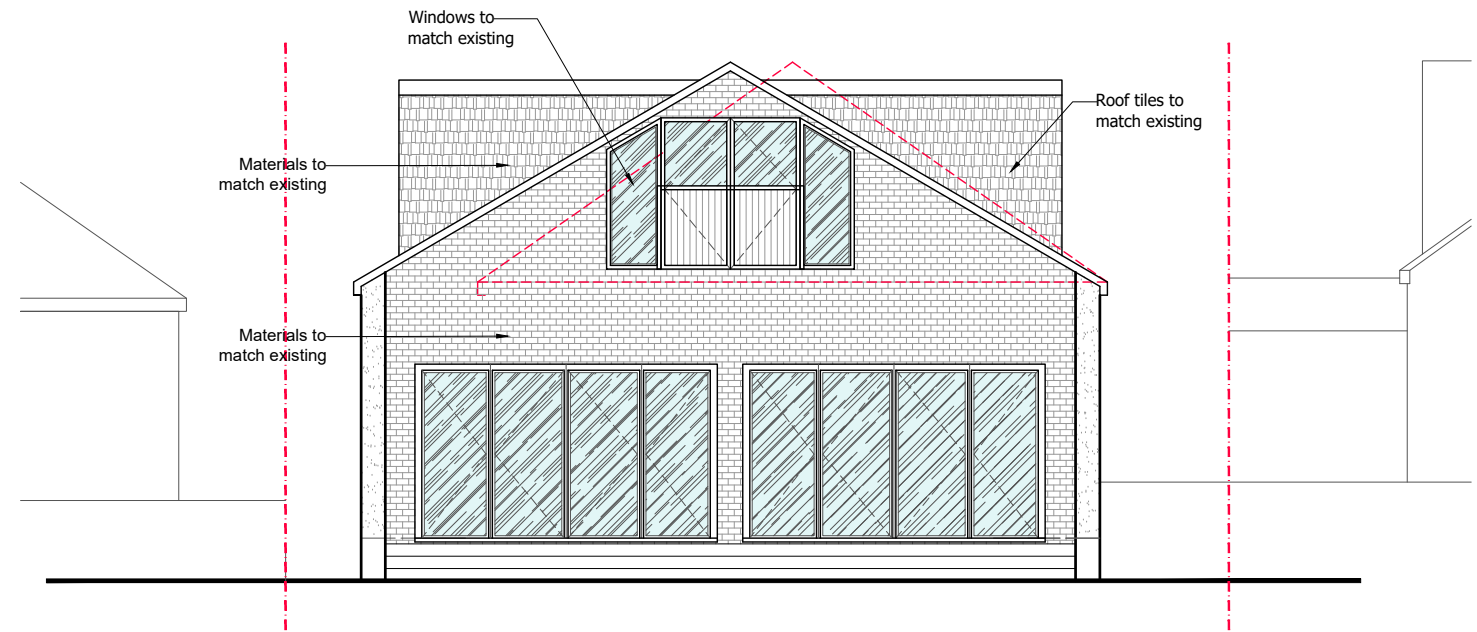 Windows to
match existing
Roof tiles to
match existing
Materials to
match existing
Materials to
match existing